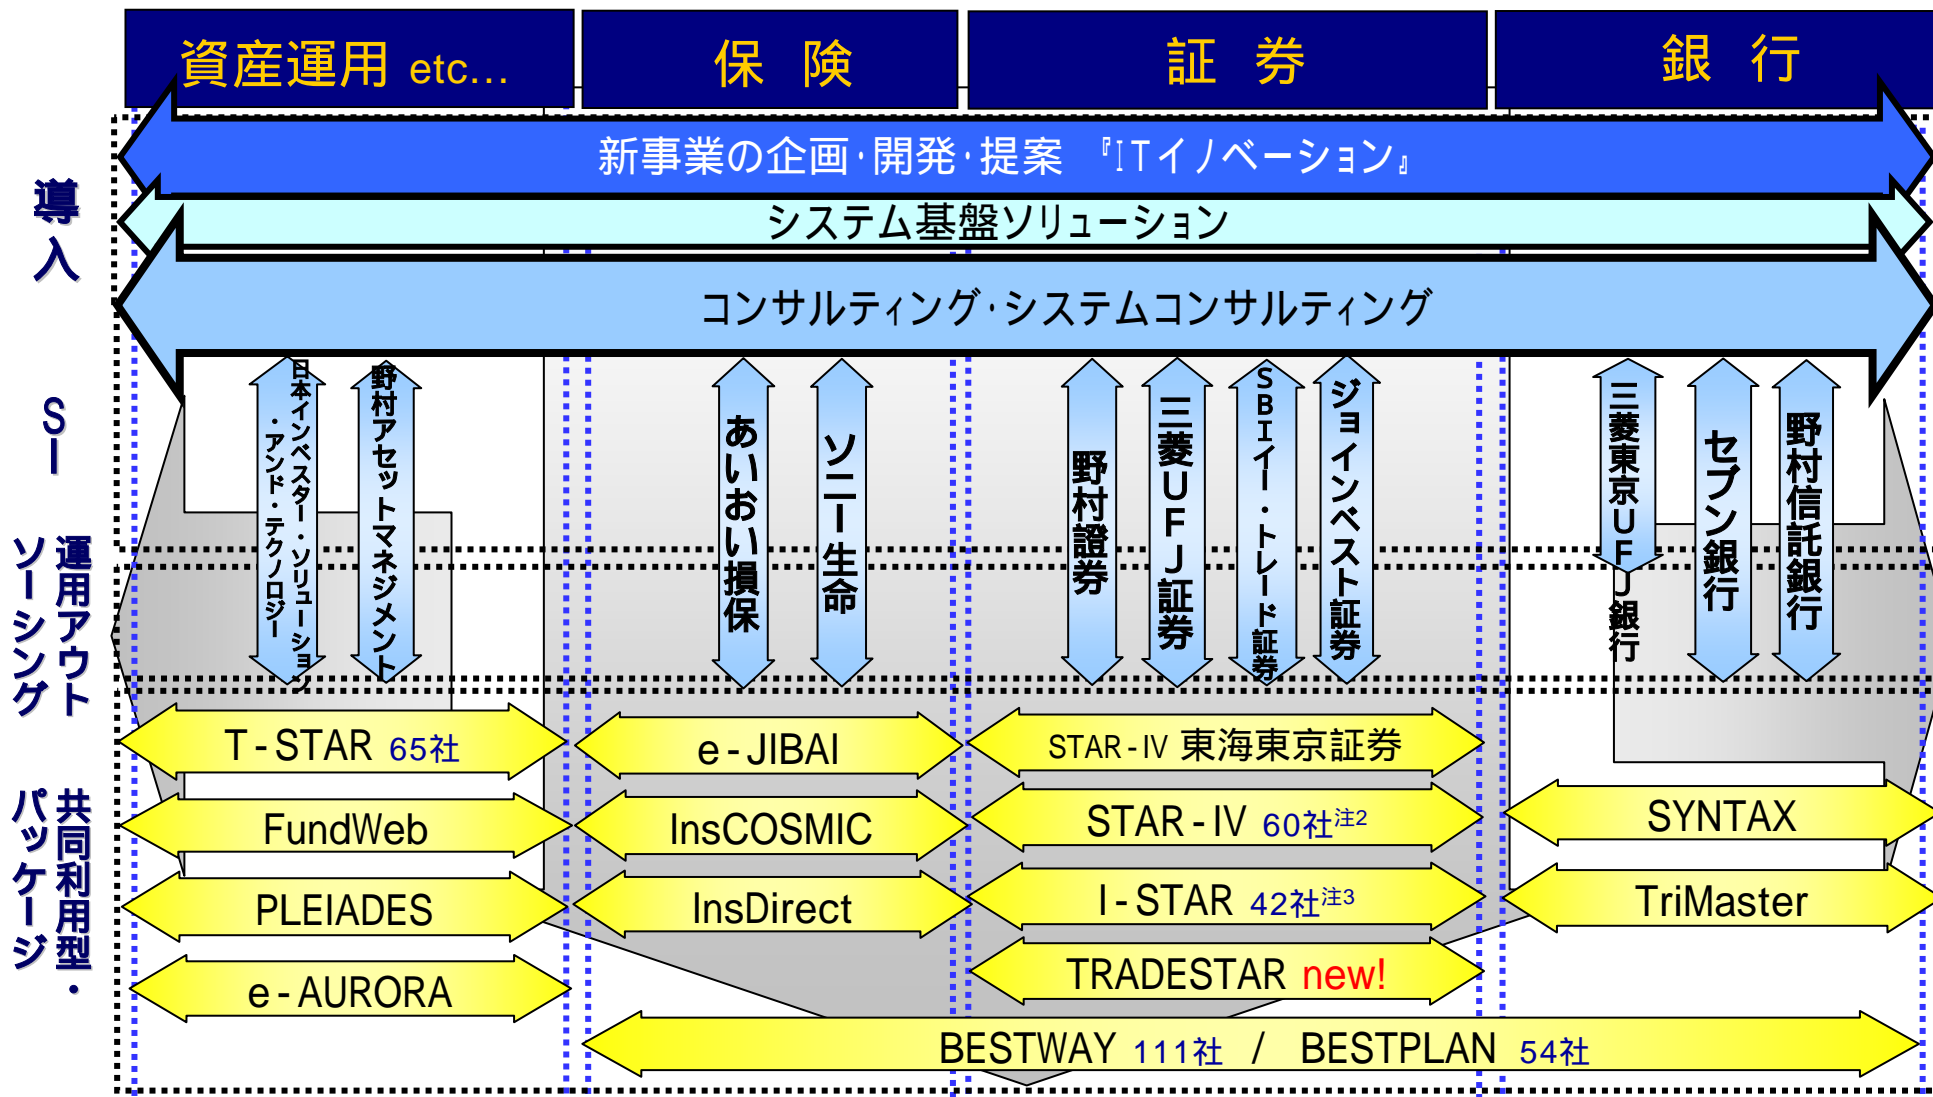 資産運用 etc...
保 険
証 券
銀 行
新事業の企画・開発・提案 『ITイノベーション』
システム基盤ソリューション
コンサルティング・システムコンサルティング
導入
SI
運用アウト
ソーシング
共同利用型・
パッケージ
日本インベスター・ソリューション
・アンド・テクノロジー
野村アセットマネジメント
あいおい損保
ソニー生命
野村證券
三菱UFJ証券
SBIイー・トレード証券
ジョインベスト証券
三菱東京UFJ銀行
セブン銀行
野村信託銀行
T-STAR 65社
e-JIBAI
STAR-IV 東海東京証券
FundWeb
InsCOSMIC
STAR-IV 60社注2
SYNTAX
PLEIADES
InsDirect
I-STAR 42社注3
TriMaster
e-AURORA
TRADESTAR new!
BESTWAY 111社 / BESTPLAN 54社